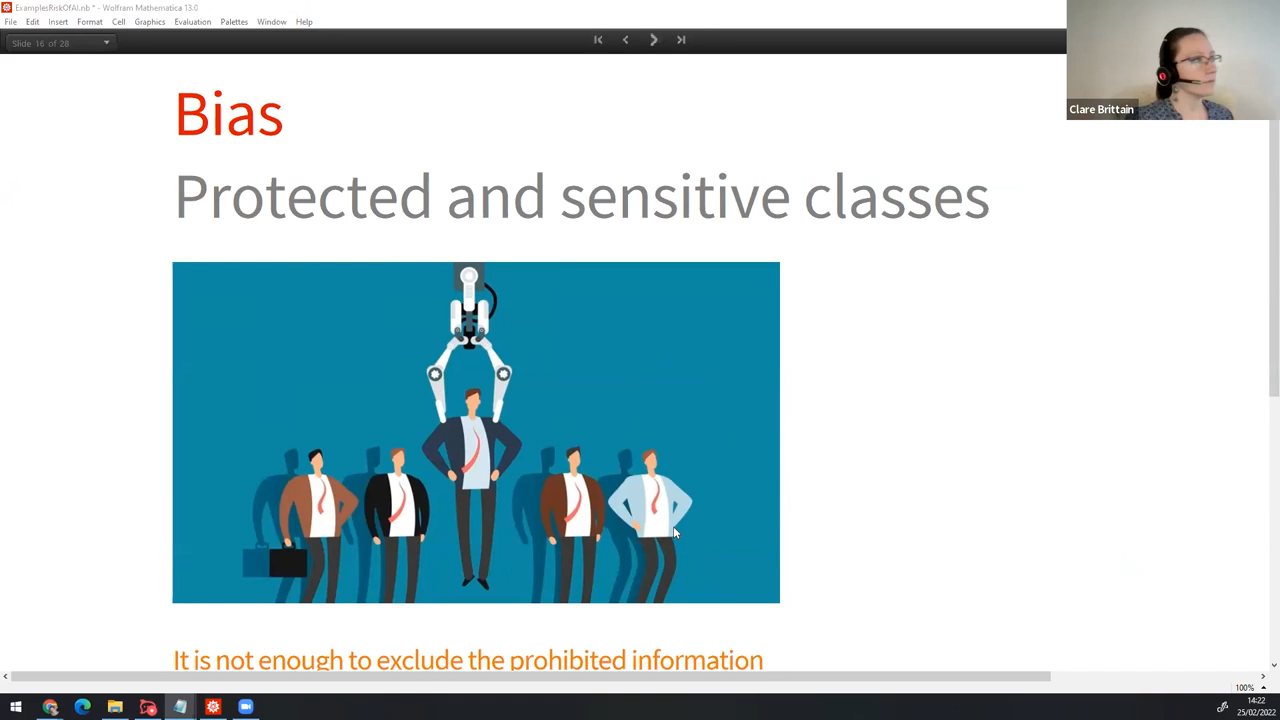 ExamplesRiskOfAI.nb * - Wolfram Mathematica 13.0
File Edit Insert Format Cell Graphics Evaluation Palettes Window Help
Slide 16 of 28
Clare Brittain
Bias
Protected and sensitive classes
It is not enough to exclude the prohibited information
100%
14:22
25/02/2022